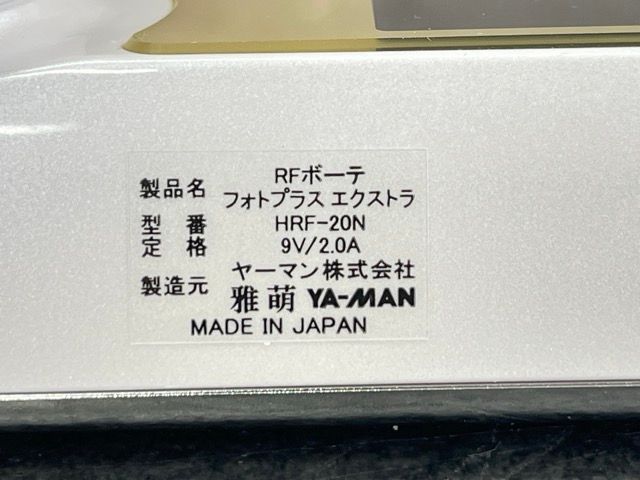 製品名 RFボーテ
フォトプラス エクストラ
型番 HRF-20N
定格 9V/2.0A
製造元 ヤーマン株式会社
雅萌 YA-MAN
MADE IN JAPAN